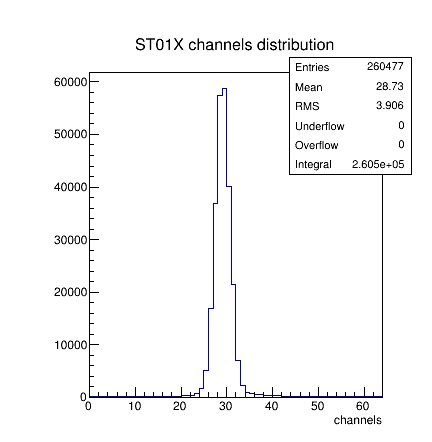 ST01X channels distribution
Entries 260477
Mean 28.73
RMS 3.906
Underflow 0
Overflow 0
Integral 2.605e+05
60000
50000
40000
30000
20000
10000
0
0 10 20 30 40 50 60
channels